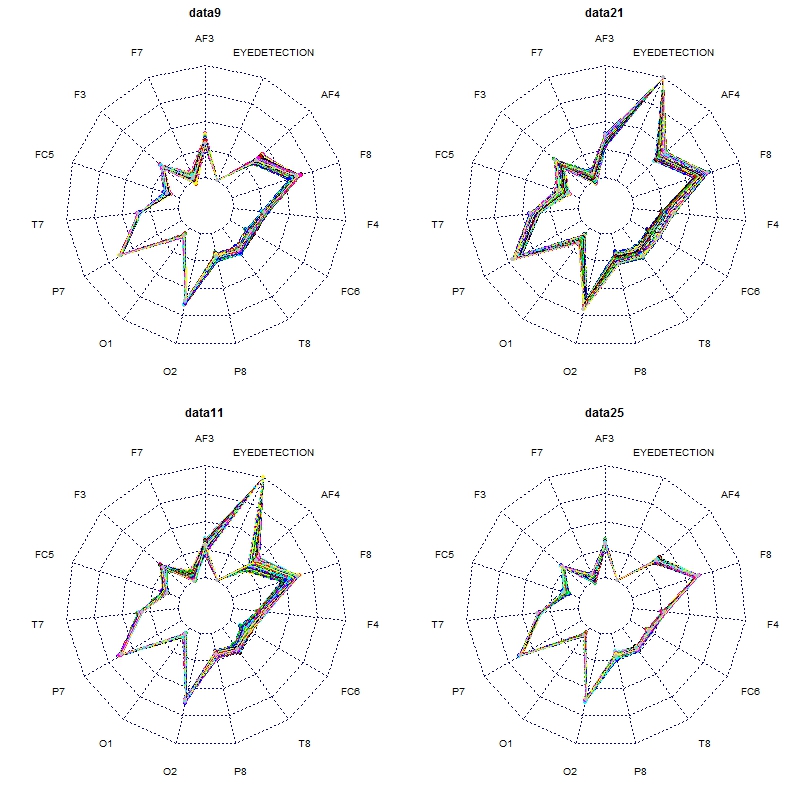 data9
AF3
EYEDETECTION
F7
AF4
F3
F8
FC5
F4
T7
FC6
P7
T8
O1
P8
O2
data21
AF3
EYEDETECTION
F7
AF4
F3
F8
FC5
F4
T7
FC6
P7
T8
O1
P8
O2
data11
AF3
EYEDETECTION
F7
AF4
F3
F8
FC5
F4
T7
FC6
P7
T8
O1
P8
O2
data25
AF3
EYEDETECTION
F7
AF4
F3
F8
FC5
F4
T7
FC6
P7
T8
O1
P8
O2